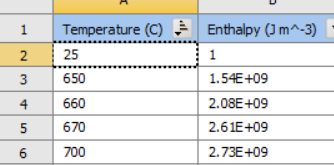 A B
1 Temperature (C) Enthalpy (J m^-3)
2 25 1
3 650 1.54E+09
4 660 2.08E+09
5 670 2.61E+09
6 700 2.73E+09